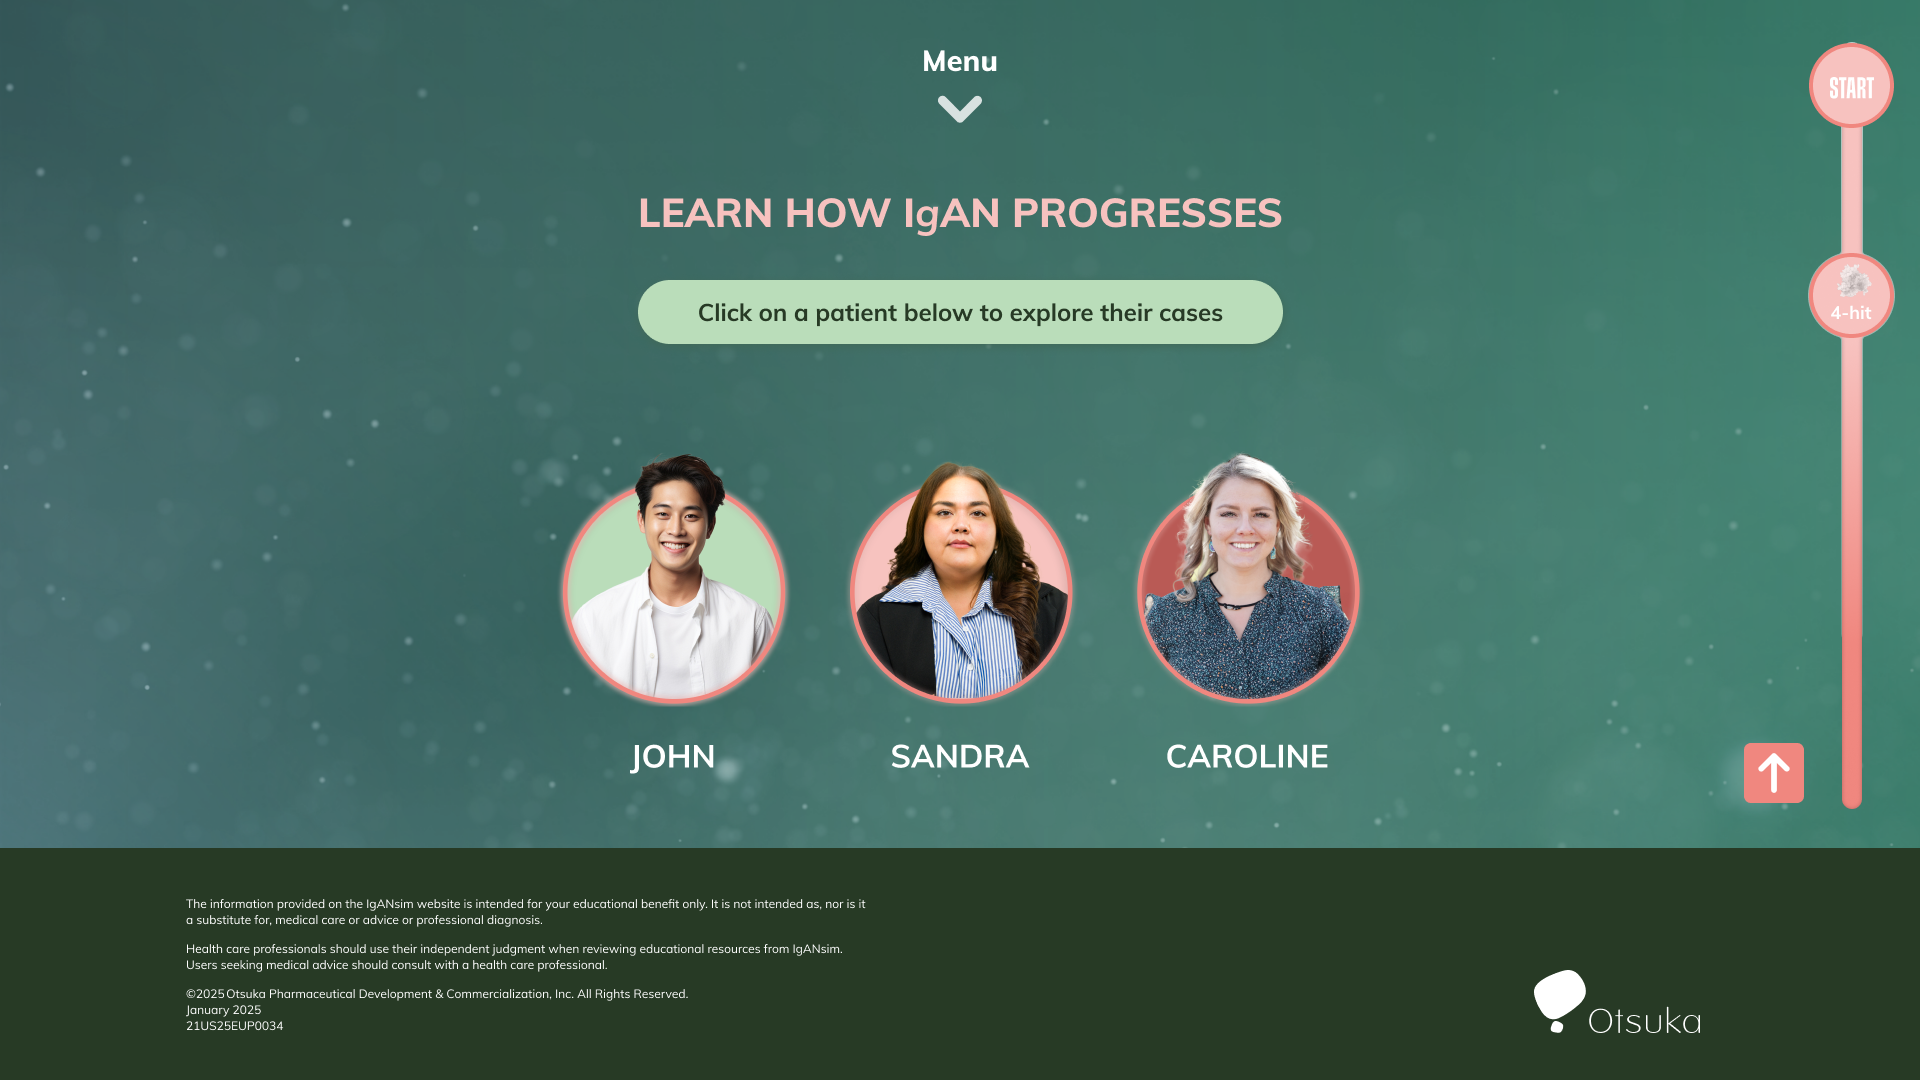 Menu
START
LEARN HOW IgAN PROGRESSES
Click on a patient below to explore their cases
4-hit
JOHN
SANDRA
CAROLINE
The information provided on the IgANsim website is intended for your educational benefit only. It is not intended as, nor is it
a substitute for, medical care or advice or professional diagnosis.
Health care professionals should use their independent judgment when reviewing educational resources from IgANsim.
Users seeking medical advice should consult with a health care professional.
©2025 Otsuka Pharmaceutical Development & Commercialization, Inc. All Rights Reserved.
January 2025
21US25EUP0034
Otsuka